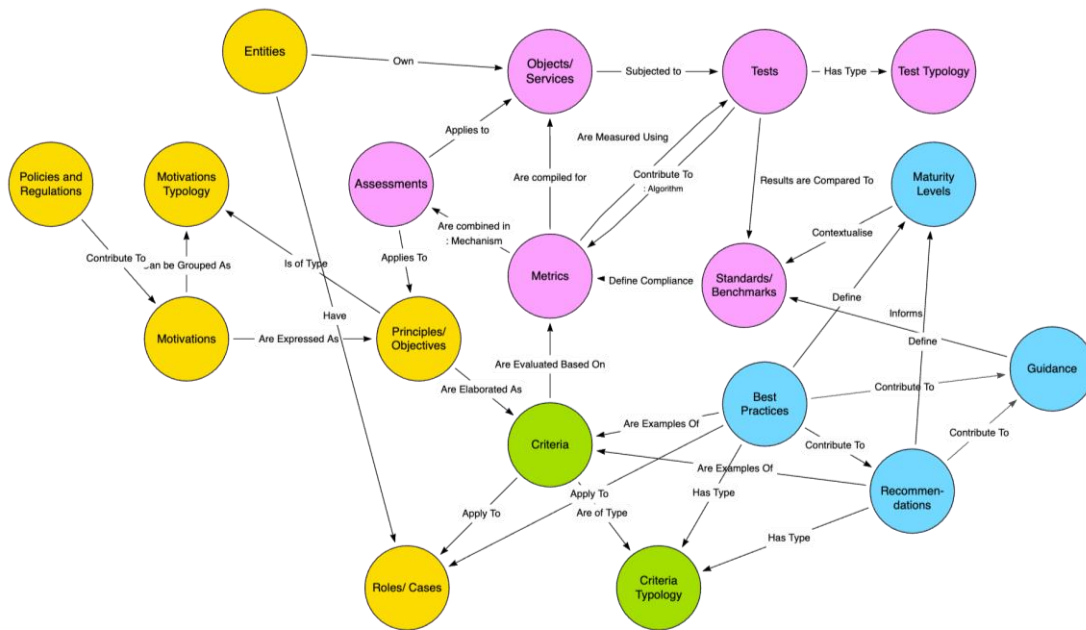 Entities
Own
Objects/
Services
Subjected to
Tests
Has Type
Test Typology
Applies to
Are Measured Using
Policies and
Regulations
Motivations
Typology
Assessments
Are compiled for
Contribute To
: Algorithm
Results are Compared To
Maturity
Levels
Are combined in
: Mechanism
Contextualise
Contribute To
Can be Grouped As
Is of Type
Applies To
Metrics
Define Compliance
Standards/
Benchmarks
Define
Have
Informs
Motivations
Are Expressed As
Principles/
Objectives
Define
Are Evaluated Based On
Guidance
Are Elaborated As
Best
Practices
Contribute To
Criteria
Are Examples Of
Contribute To
Contribute To
Are Examples Of
Recommen-
dations
Apply To
Has Type
Apply To
Are of Type
Has Type
Roles/ Cases
Criteria
Typology